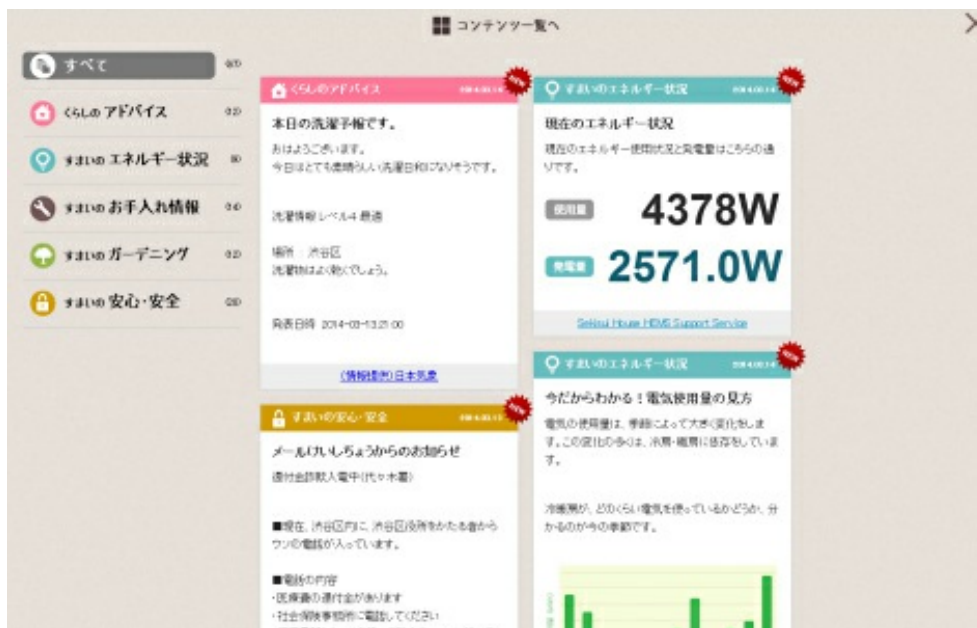 コンテンツ一覧へ
すべて
くらしの アドバイス
すまいの エネルギー状況
すまいの お手入れ情報
すまいの ガーデニング
すまいの 安心・安全
くらしのアドバイス
NEW
本日の洗濯予報です。
おはようございます。
今日はとても素晴らしい洗濯日和になりそうです。
洗濯情報 レベル4 最適
場所 : 渋谷区
洗濯物はよく乾くでしょう。
発表日時 2014-03-13 21:00
(情報提供)日本気象
すまいの安心・安全
NEW
メールけいしちょうからのお知らせ
還付金詐欺入電中(代々木署)
■現在、渋谷区内に、渋谷区役所をかたる者から
ウソの電話が入っています。
■電話の内容
・医療費の還付金があります
・社会保険事務所に電話してください
すまいのエネルギー状況
NEW
現在のエネルギー状況
現在のエネルギー使用状況と発電量はこちらの通
りです。
使用量 4378W
発電量 2571.0W
Sekisui House HEMS Support Service
すまいのエネルギー状況
NEW
今だからわかる!電気使用量の見方
電気の使用量は、季節によって大きく変化しま
す。この変化の多くは、冷房・暖房に依存をしていま
す。
冷暖房が、どのくらい電気を使っているかどうか、分
かるのが今の季節です。